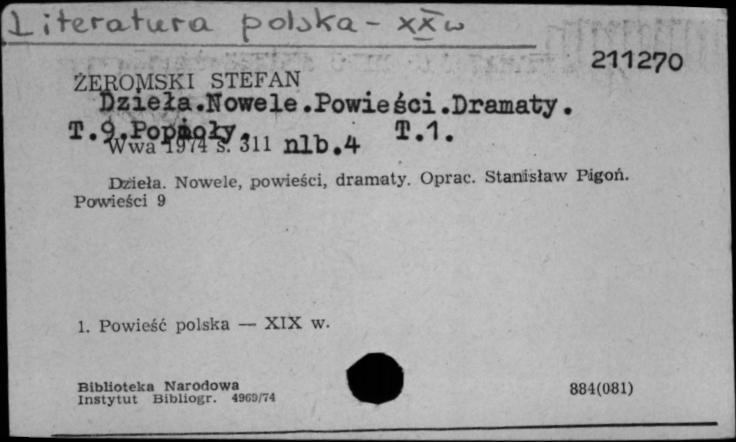 Literatura polska - XX w
211270
ŻEROMSKI STEFAN
Dzieła.Nowele.Powieści.Dramaty.
T.9.Popioły. T.1.
Wwa 1974 s. 311 nlb.4
Dzieła. Nowele, powieści, dramaty. Oprac. Stanisław Pigoń.
Powieści 9
1. Powieść polska — XIX w.
Biblioteka Narodowa
Instytut Bibliogr. 4969/74
884(081)